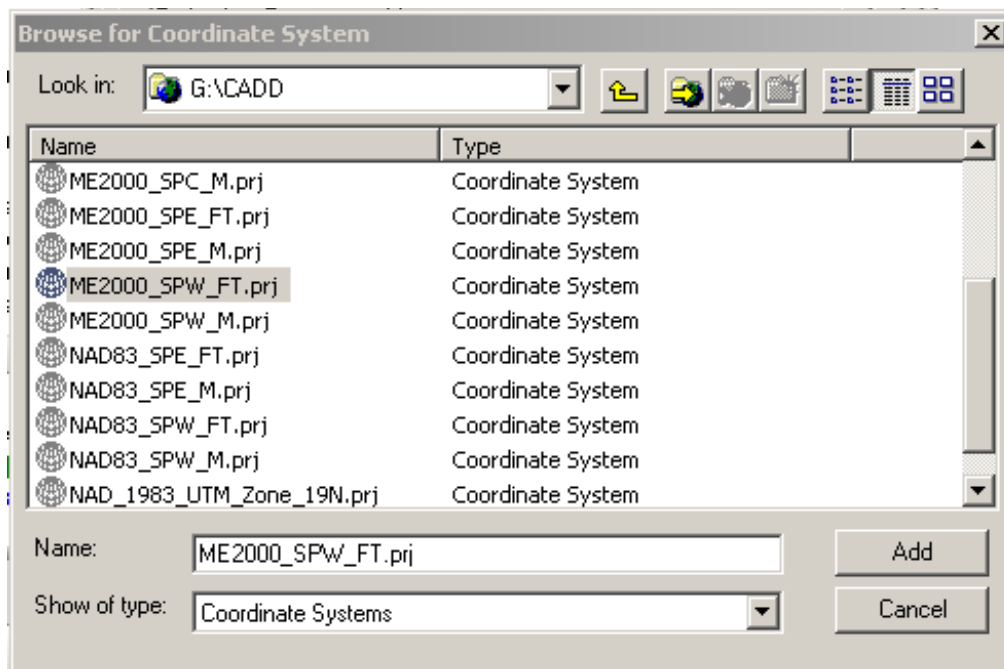 Browse for Coordinate System
Look in: G:\CADD
Name Type
ME2000_SPC_M.prj Coordinate System
ME2000_SPE_FT.prj Coordinate System
ME2000_SPE_M.prj Coordinate System
ME2000_SPW_FT.prj Coordinate System
ME2000_SPW_M.prj Coordinate System
NAD83_SPE_FT.prj Coordinate System
NAD83_SPE_M.prj Coordinate System
NAD83_SPW_FT.prj Coordinate System
NAD83_SPW_M.prj Coordinate System
NAD_1983_UTM_Zone_19N.prj Coordinate System
Name: ME2000_SPW_FT.prj Add
Show of type: Coordinate Systems Cancel